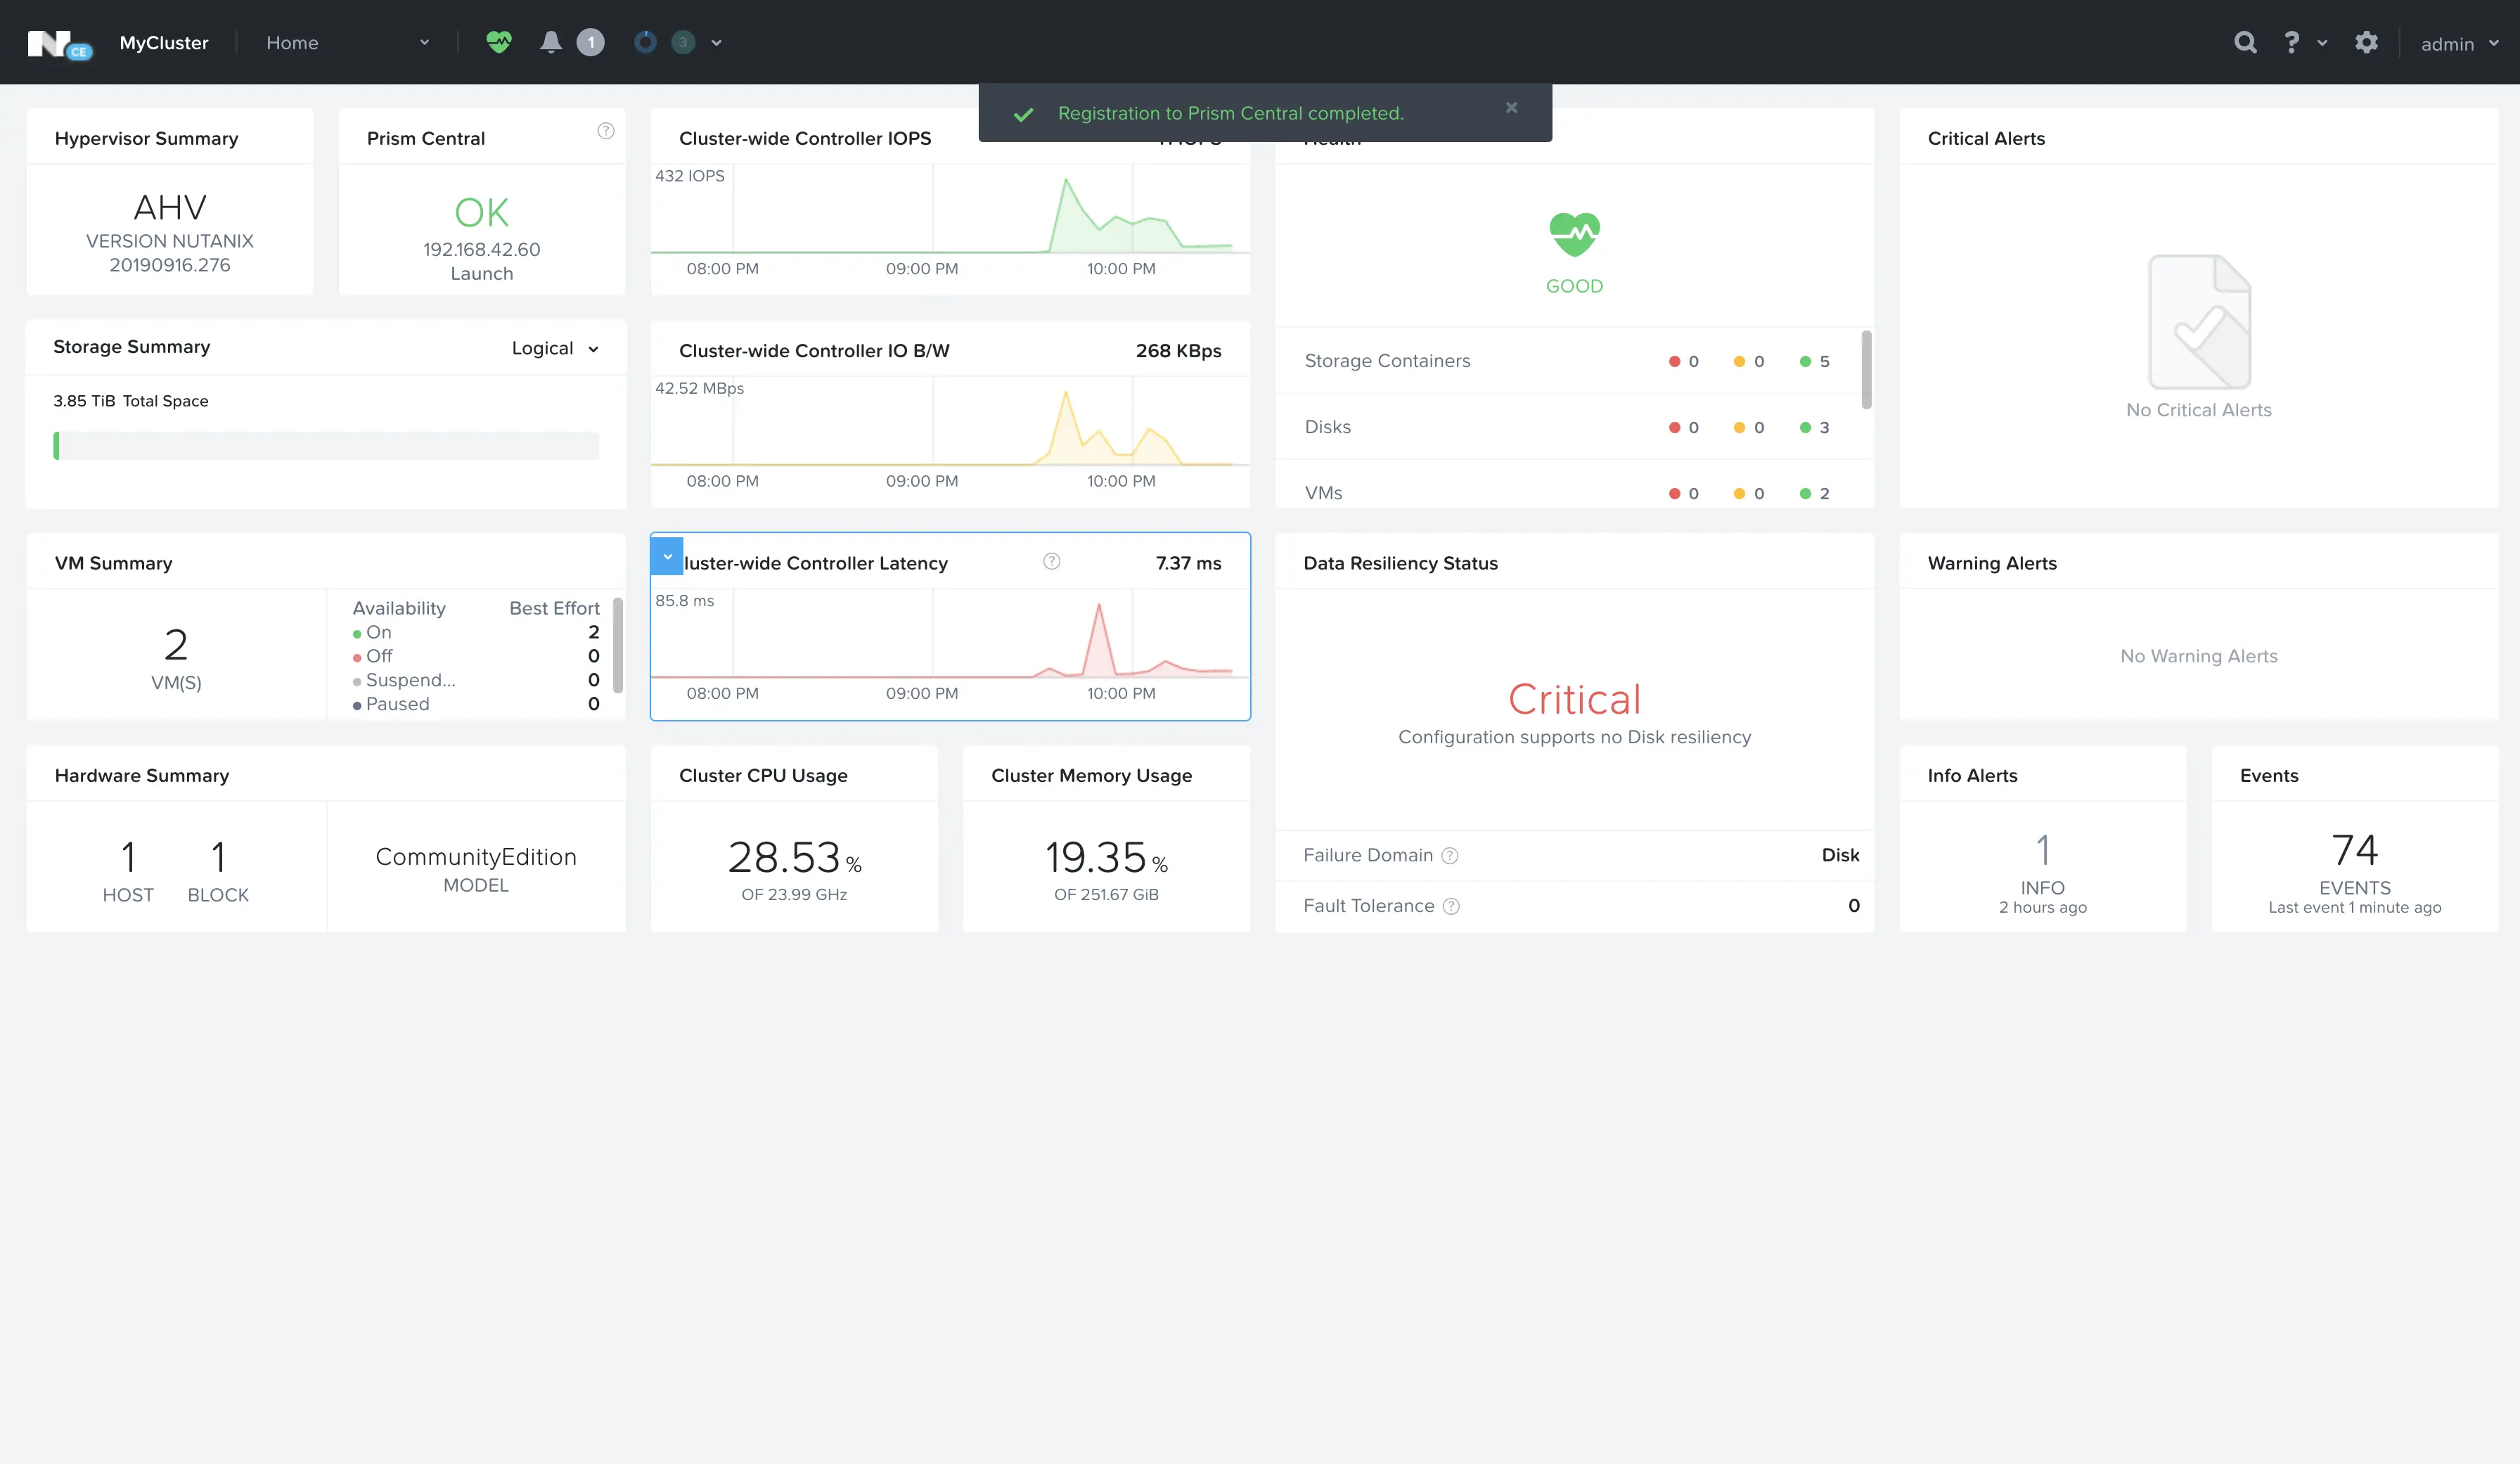 N CE MyCluster Home 1 3 ? admin
Registration to Prism Central completed. ×
Hypervisor Summary
AHV
VERSION NUTANIX
20190916.276
Prism Central ?
OK
192.168.42.60
Launch
Cluster-wide Controller IOPS
432 IOPS
08:00 PM 09:00 PM 10:00 PM
Health
GOOD
Storage Containers 0 0 5
Disks 0 0 3
VMs 0 0 2
Critical Alerts
No Critical Alerts
Storage Summary Logical
3.85 TiB Total Space
Cluster-wide Controller IO B/W 268 KBps
42.52 MBps
08:00 PM 09:00 PM 10:00 PM
VM Summary
2
VM(S)
Availability Best Effort
On 2
Off 0
Suspend... 0
Paused 0
luster-wide Controller Latency ? 7.37 ms
85.8 ms
08:00 PM 09:00 PM 10:00 PM
Data Resiliency Status
Critical
Configuration supports no Disk resiliency
Failure Domain ? Disk
Fault Tolerance ? 0
Warning Alerts
No Warning Alerts
Hardware Summary
1 1
HOST BLOCK
CommunityEdition
MODEL
Cluster CPU Usage
28.53 %
OF 23.99 GHz
Cluster Memory Usage
19.35 %
OF 251.67 GiB
Info Alerts
1
INFO
2 hours ago
Events
74
EVENTS
Last event 1 minute ago